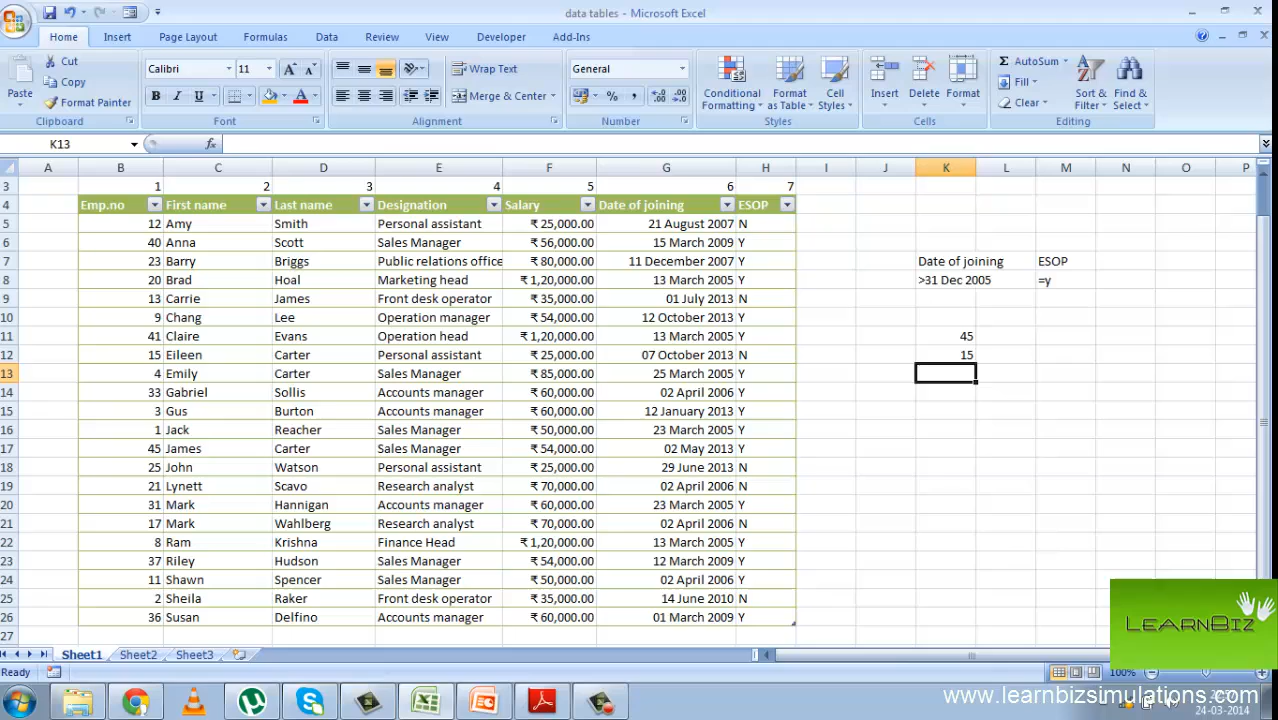 data tables - Microsoft Excel
Home Insert Page Layout Formulas Data Review View Developer Add-Ins
Paste Cut Copy Format Painter Clipboard
Calibri 11 B I U A A A Font
Wrap Text Merge & Center Alignment
General % , Number
Conditional Formatting Format as Table Cell Styles Styles
Insert Delete Format Cells
Σ AutoSum Fill Clear Sort & Filter Find & Select Editing
K13 fx
A B C D E F G H I J K L M N O P
3 1 2 3 4 5 6 7
4 Emp.no First name Last name Designation Salary Date of joining ESOP
5 12 Amy Smith Personal assistant ₹ 25,000.00 21 August 2007 N
6 40 Anna Scott Sales Manager ₹ 56,000.00 15 March 2009 Y
7 23 Barry Briggs Public relations office ₹ 80,000.00 11 December 2007 Y Date of joining ESOP
8 20 Brad Hoal Marketing head ₹ 1,20,000.00 13 March 2005 Y >31 Dec 2005 =y
9 13 Carrie James Front desk operator ₹ 35,000.00 01 July 2013 N
10 9 Chang Lee Operation manager ₹ 54,000.00 12 October 2013 Y
11 41 Claire Evans Operation head ₹ 1,20,000.00 13 March 2005 Y 45
12 15 Eileen Carter Personal assistant ₹ 25,000.00 07 October 2013 N 15
13 4 Emily Carter Sales Manager ₹ 85,000.00 25 March 2005 Y
14 33 Gabriel Sollis Accounts manager ₹ 60,000.00 02 April 2006 Y
15 3 Gus Burton Accounts manager ₹ 60,000.00 12 January 2013 Y
16 1 Jack Reacher Sales Manager ₹ 50,000.00 23 March 2005 Y
17 45 James Carter Sales Manager ₹ 54,000.00 02 May 2013 Y
18 25 John Watson Personal assistant ₹ 25,000.00 29 June 2013 N
19 21 Lynett Scavo Research analyst ₹ 70,000.00 02 April 2006 N
20 31 Mark Hannigan Accounts manager ₹ 60,000.00 23 March 2005 Y
21 17 Mark Wahlberg Research analyst ₹ 70,000.00 02 April 2006 N
22 8 Ram Krishna Finance Head ₹ 1,20,000.00 13 March 2005 Y
23 37 Riley Hudson Sales Manager ₹ 54,000.00 12 March 2009 Y
24 11 Shawn Spencer Sales Manager ₹ 50,000.00 02 April 2006 Y
25 2 Sheila Raker Front desk operator ₹ 35,000.00 14 June 2010 N
26 36 Susan Delfino Accounts manager ₹ 60,000.00 01 March 2009 Y
27
LEARNBIZ
Sheet1 Sheet2 Sheet3
Ready 100%
www.learnbizsimulations.com
24-03-2014